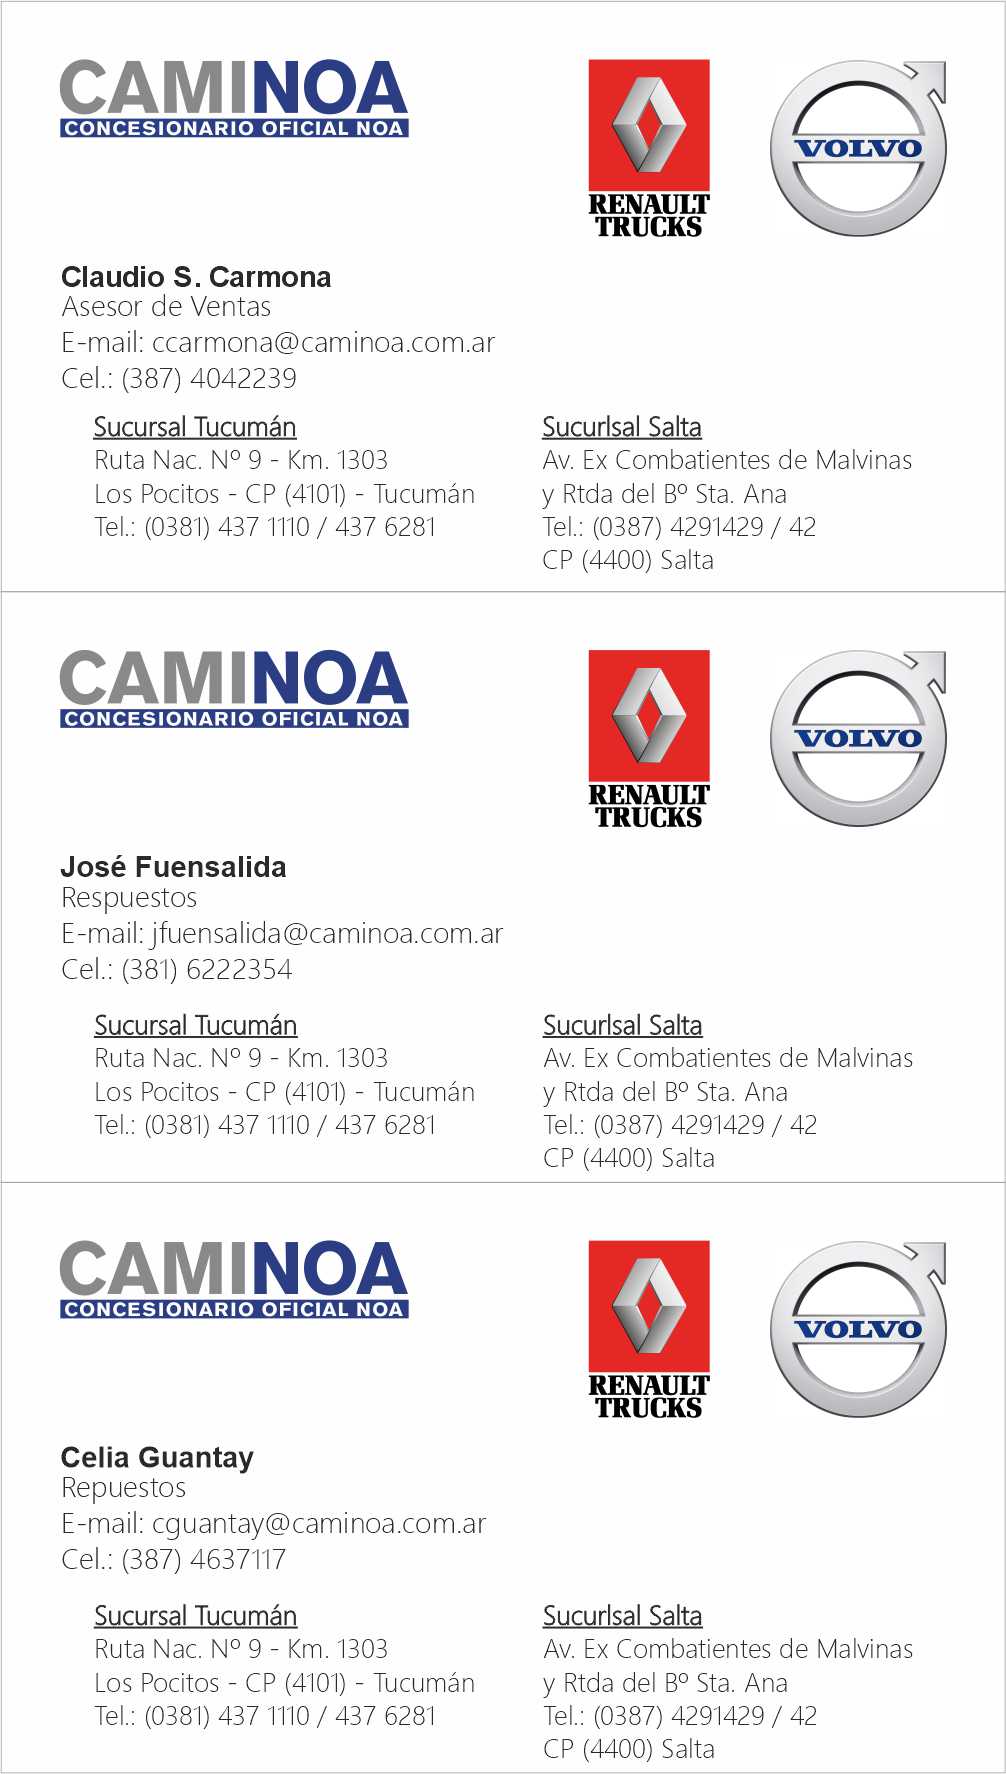 CAMINOA
CONCESIONARIO OFICIAL NOA
RENAULT
TRUCKS
VOLVO
Claudio S. Carmona
Asesor de Ventas
E-mail: ccarmona@caminoa.com.ar
Cel.: (387) 4042239
Sucursal Tucumán
Ruta Nac. Nº 9 - Km. 1303
Los Pocitos - CP (4101) - Tucumán
Tel.: (0381) 437 1110 / 437 6281
Sucurlsal Salta
Av. Ex Combatientes de Malvinas
y Rtda del Bº Sta. Ana
Tel.: (0387) 4291429 / 42
CP (4400) Salta
CAMINOA
CONCESIONARIO OFICIAL NOA
RENAULT
TRUCKS
VOLVO
José Fuensalida
Respuestos
E-mail: jfuensalida@caminoa.com.ar
Cel.: (381) 6222354
Sucursal Tucumán
Ruta Nac. Nº 9 - Km. 1303
Los Pocitos - CP (4101) - Tucumán
Tel.: (0381) 437 1110 / 437 6281
Sucurlsal Salta
Av. Ex Combatientes de Malvinas
y Rtda del Bº Sta. Ana
Tel.: (0387) 4291429 / 42
CP (4400) Salta
CAMINOA
CONCESIONARIO OFICIAL NOA
RENAULT
TRUCKS
VOLVO
Celia Guantay
Repuestos
E-mail: cguantay@caminoa.com.ar
Cel.: (387) 4637117
Sucursal Tucumán
Ruta Nac. Nº 9 - Km. 1303
Los Pocitos - CP (4101) - Tucumán
Tel.: (0381) 437 1110 / 437 6281
Sucurlsal Salta
Av. Ex Combatientes de Malvinas
y Rtda del Bº Sta. Ana
Tel.: (0387) 4291429 / 42
CP (4400) Salta